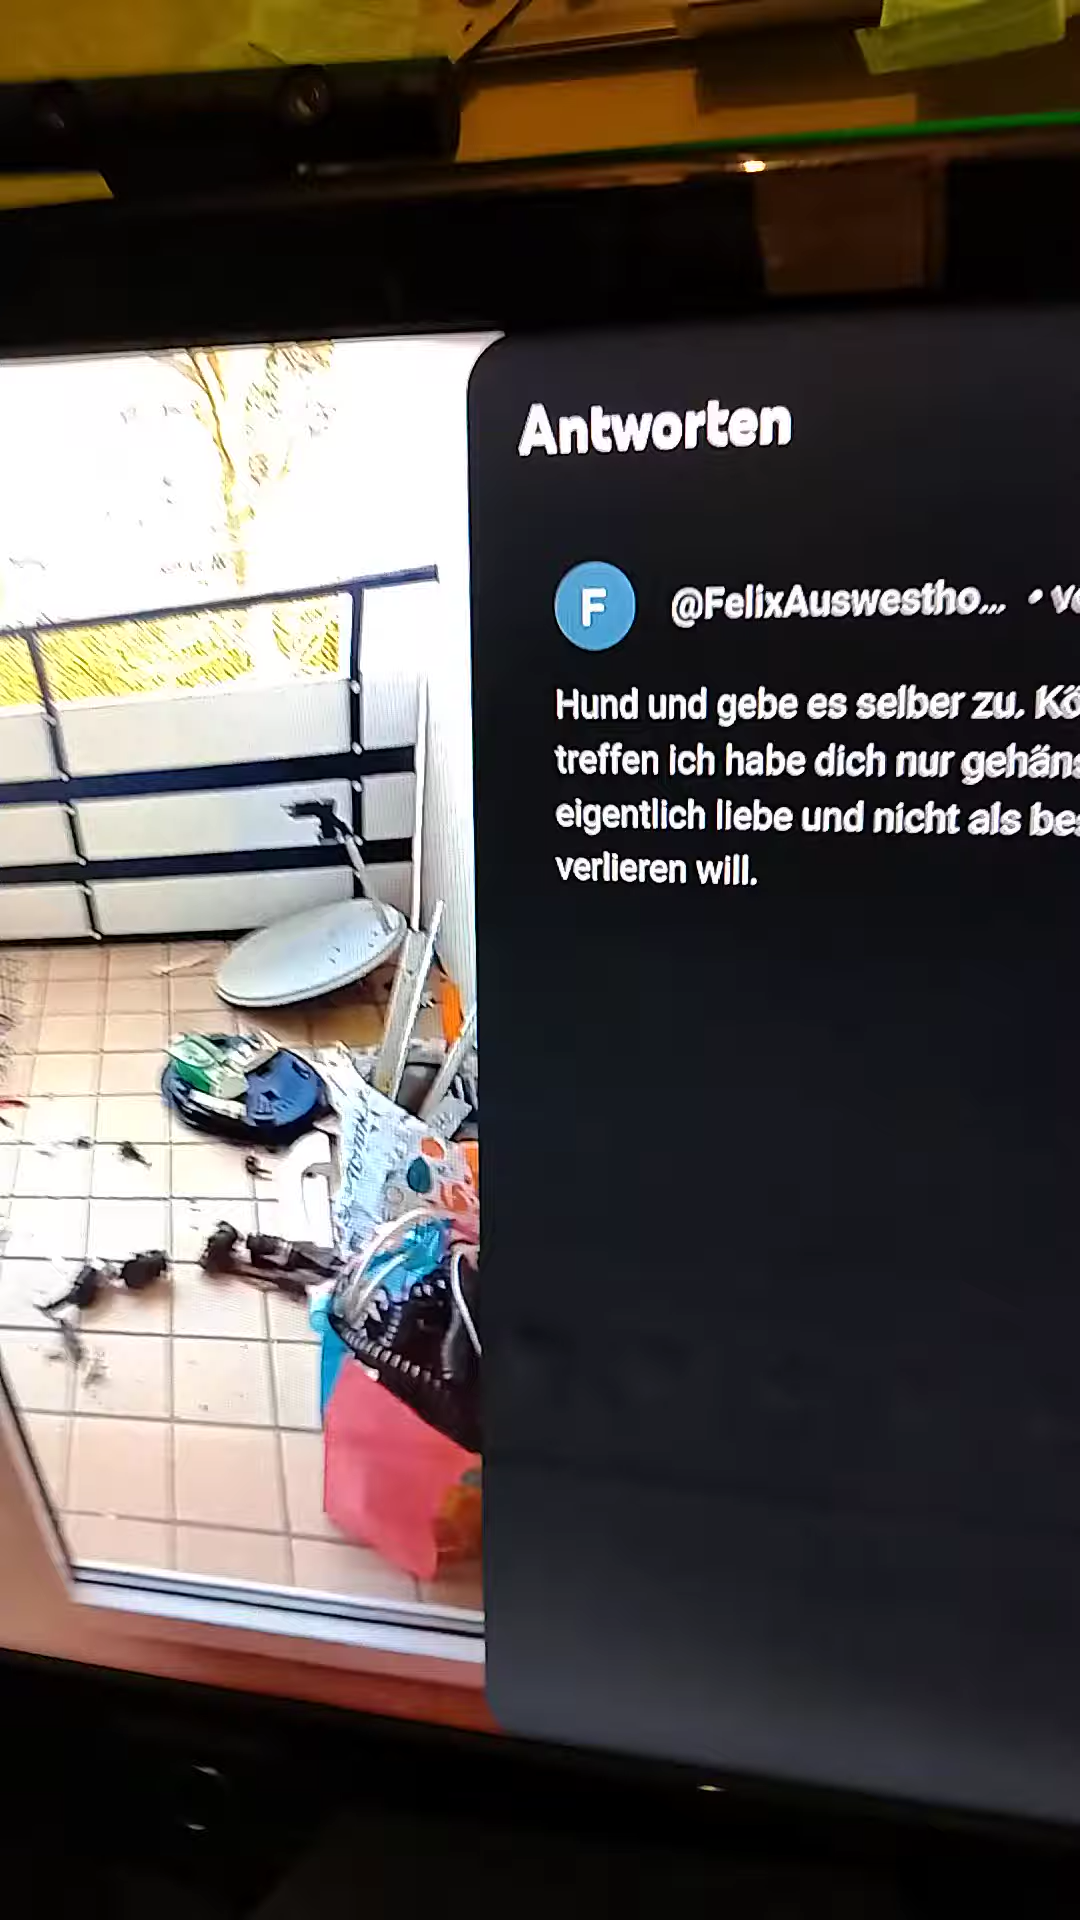 Antworten
F
@FelixAuswestho... •
Hund und gebe es selber zu.
treffen ich habe dich nur
eigentlich liebe und nicht als
verlieren will.